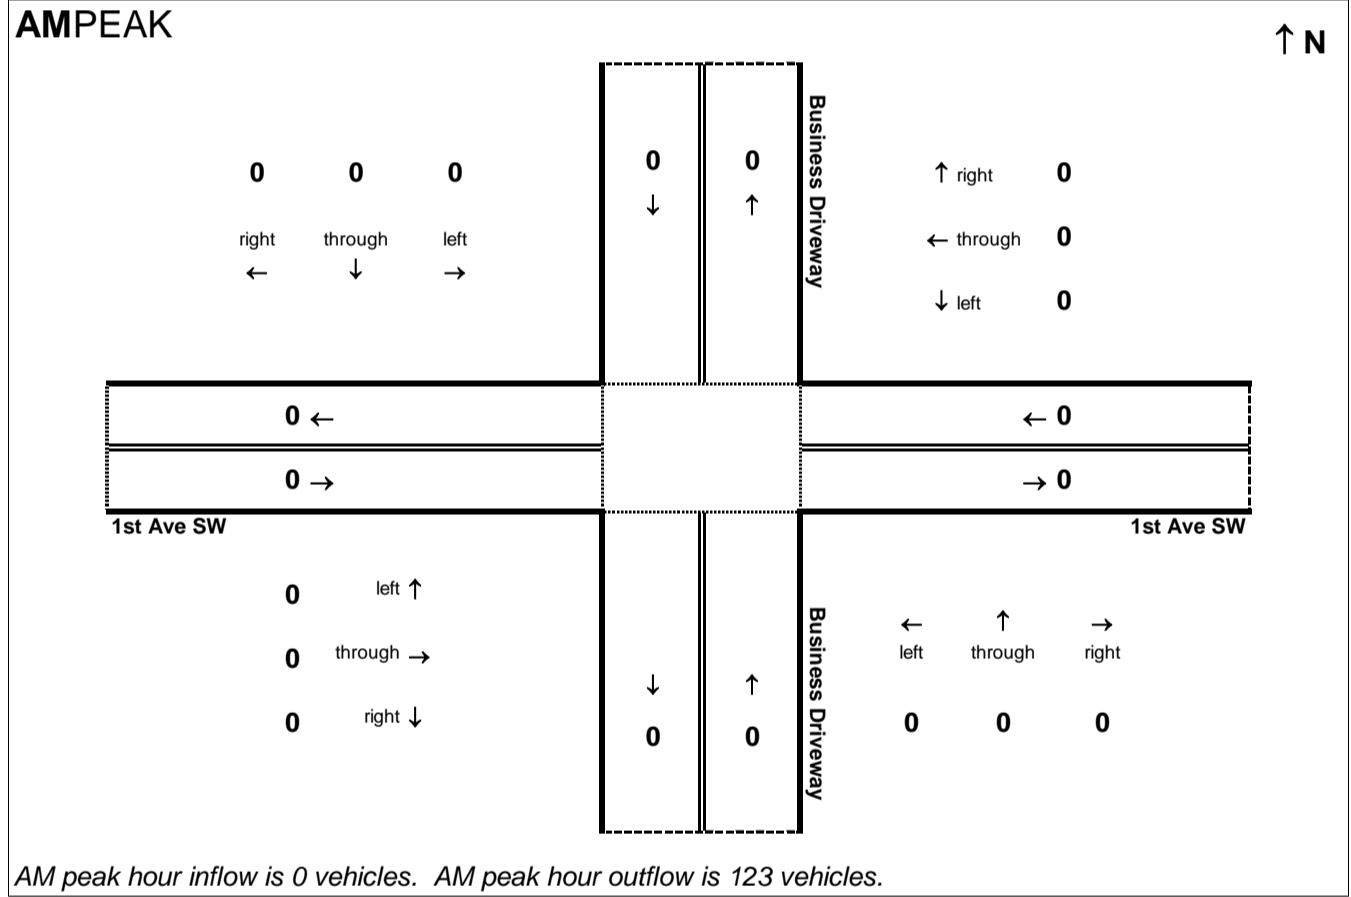 AMPEAK
↑ N
0 0 0
right through left
← ↓ →
0 0
↓ ↑
Business Driveway
↑ right 0
← through 0
↓ left 0
0 ←
← 0
0 →
→ 0
1st Ave SW
1st Ave SW
0 left ↑
0 through →
0 right ↓
↓ ↑
0 0
Business Driveway
← ↑ →
left through right
0 0 0
AM peak hour inflow is 0 vehicles. AM peak hour outflow is 123 vehicles.